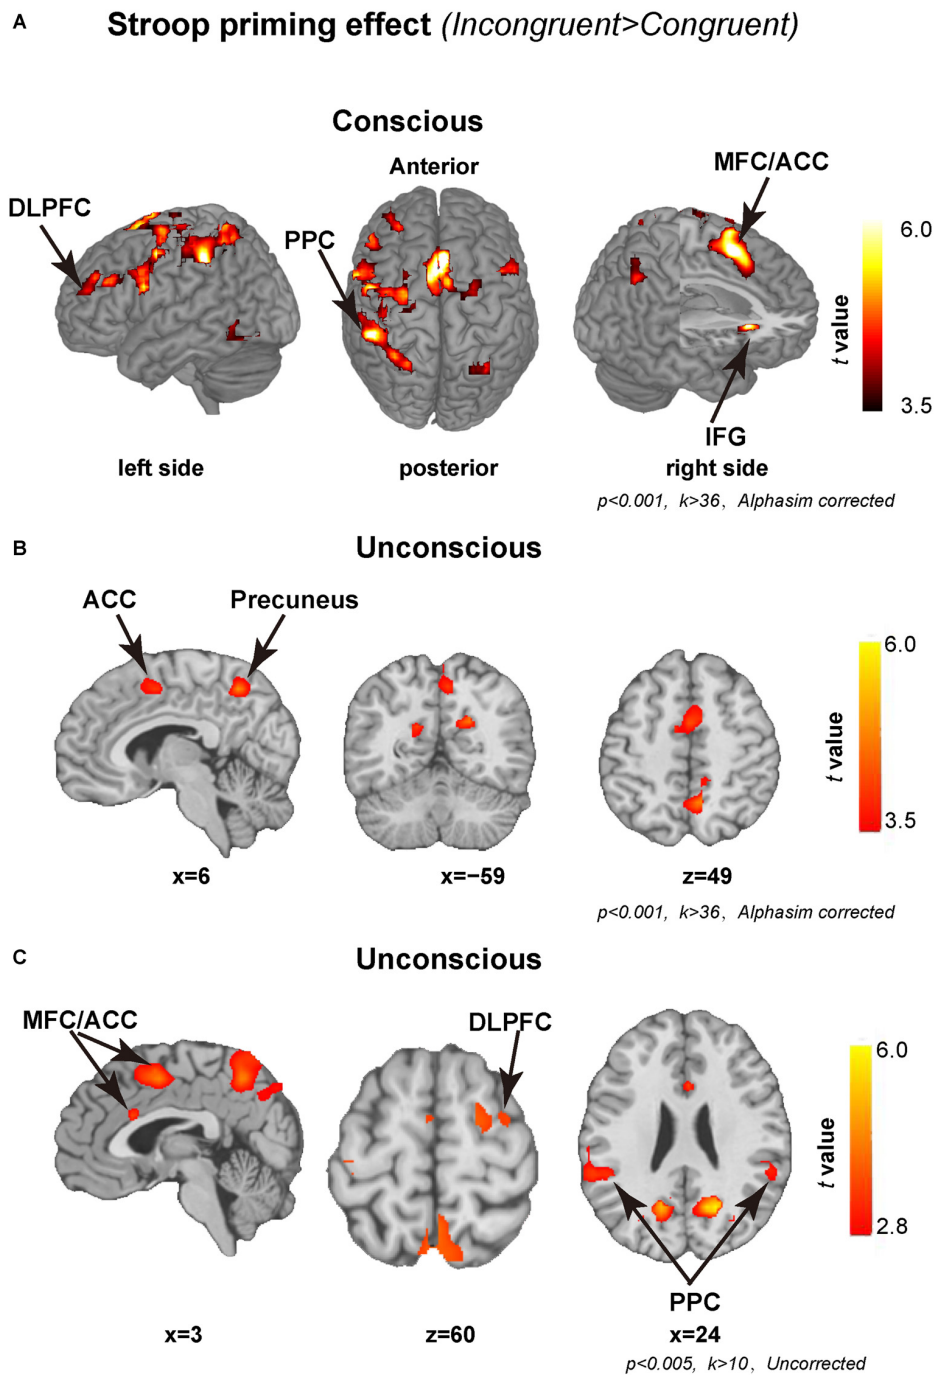 A
Stroop priming effect (Incongruent>Congruent)
Conscious
Anterior
MFC/ACC
DLPFC
PPC
6.0
t value
3.5
IFG
left side
posterior
right side
p<0.001, k>36、Alphasim corrected
B
Unconscious
ACC
Precuneus
6.0
t value
3.5
x=6
x=−59
z=49
p<0.001, k>36、Alphasim corrected
C
Unconscious
MFC/ACC
DLPFC
6.0
t value
2.8
PPC
x=3
z=60
x=24
p<0.005, k>10、Uncorrected